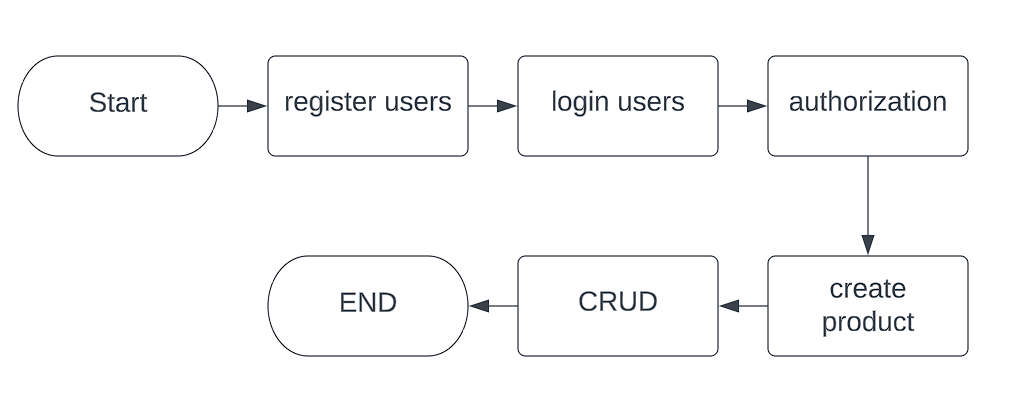 Start
register users
login users
authorization
create
product
CRUD
END